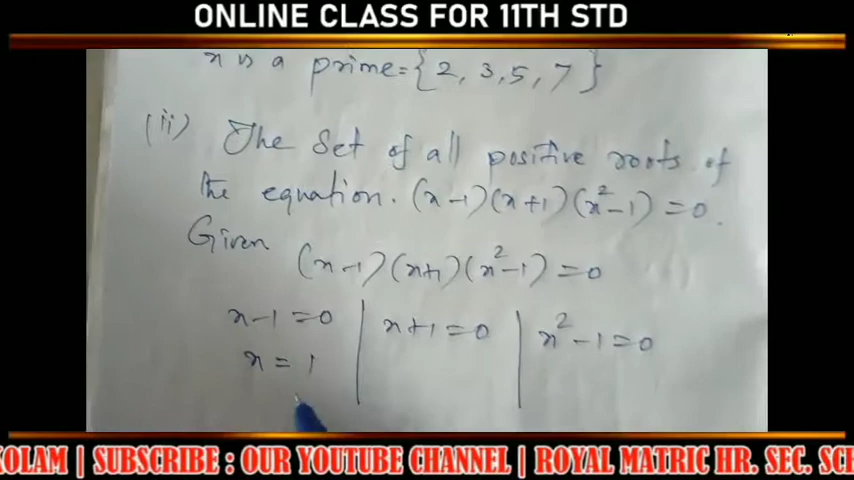 ONLINE CLASS FOR 11TH STD
x is a prime = {2, 3, 5, 7}
(ii) The set of all positive roots of
the equation. (x-1)(x+1)(x²-1)=0.
Given
(x-1)(x+1)(x²-1)=0
x-1=0 | x+1=0 | x²-1=0
x=1
KOLAM | SUBSCRIBE : OUR YOUTUBE CHANNEL | ROYAL MATRIC HR. SEC. SCH